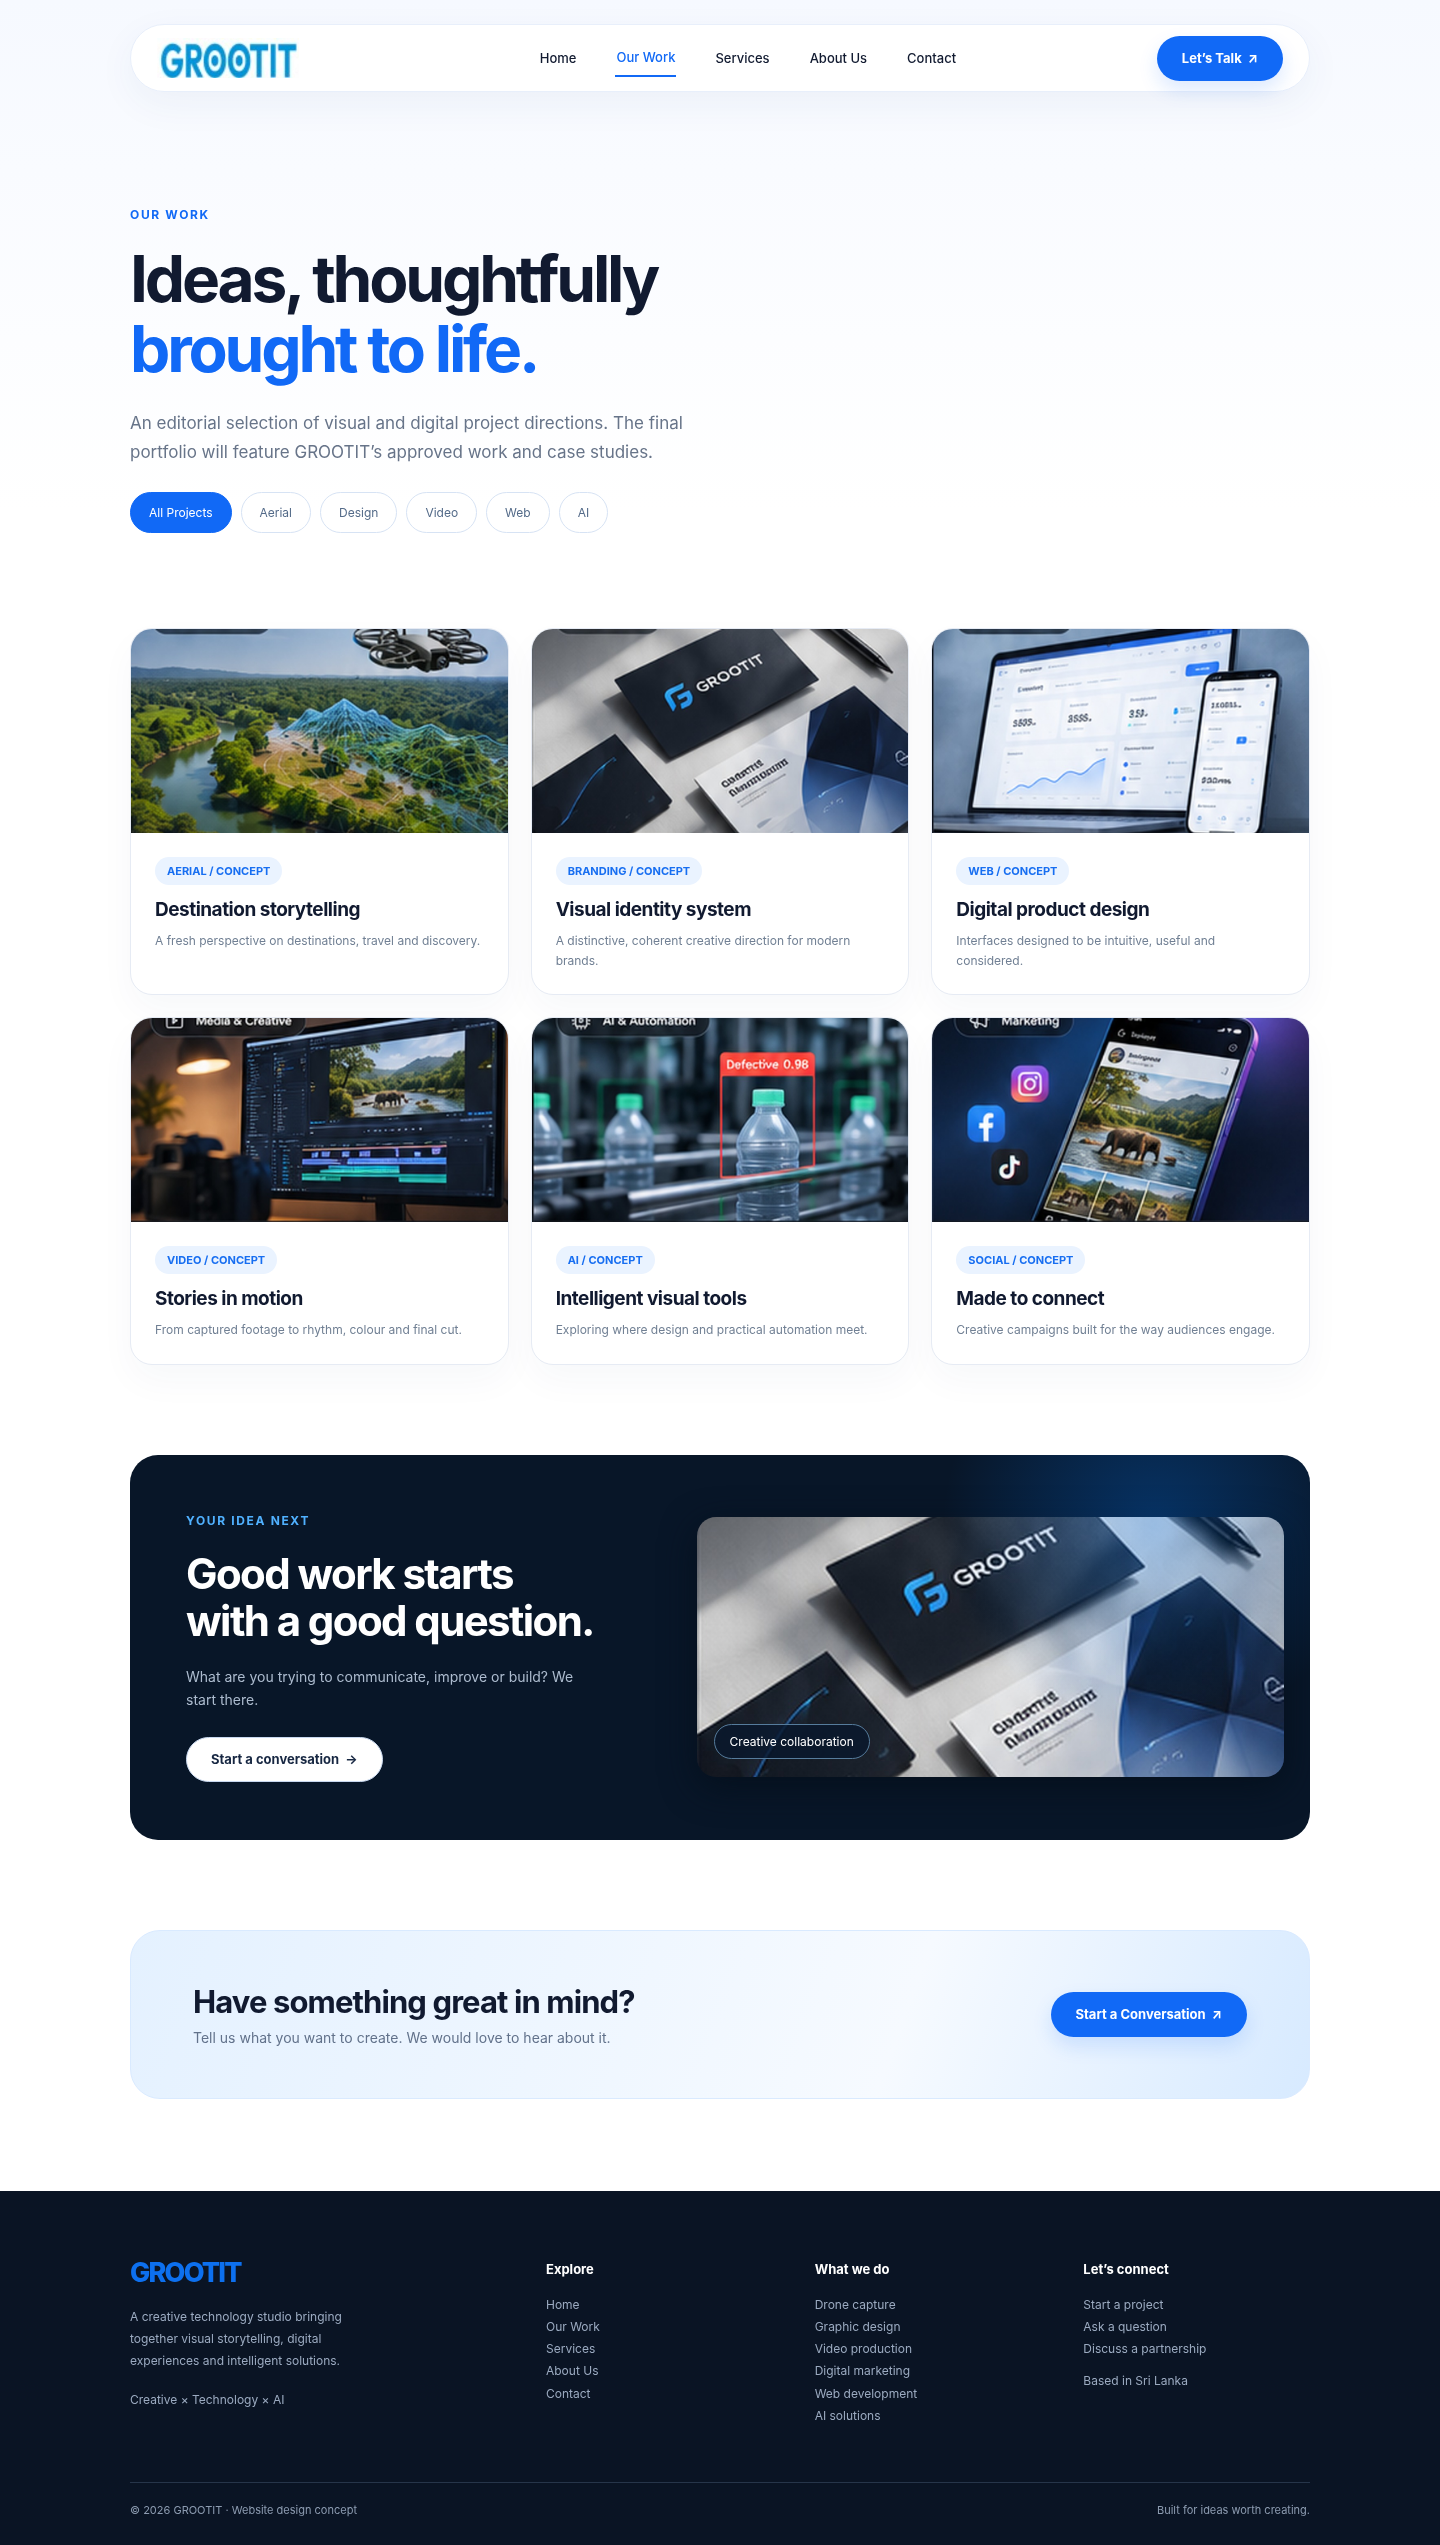 GROOTIT
Home
Our Work
Services
About Us
Contact
Let’s Talk ↗
OUR WORK
Ideas, thoughtfully
brought to life.
An editorial selection of visual and digital project directions. The final
portfolio will feature GROOTIT’s approved work and case studies.
All Projects
Aerial
Design
Video
Web
AI
GROOTIT
AERIAL / CONCEPT
Destination storytelling
A fresh perspective on destinations, travel and discovery.
BRANDING / CONCEPT
Visual identity system
A distinctive, coherent creative direction for modern
brands.
WEB / CONCEPT
Digital product design
Interfaces designed to be intuitive, useful and
considered.
Media & Creative
AI & Automation
Defective 0.98
Marketing
VIDEO / CONCEPT
Stories in motion
From captured footage to rhythm, colour and final cut.
AI / CONCEPT
Intelligent visual tools
Exploring where design and practical automation meet.
SOCIAL / CONCEPT
Made to connect
Creative campaigns built for the way audiences engage.
YOUR IDEA NEXT
Good work starts
with a good question.
What are you trying to communicate, improve or build? We
start there.
Start a conversation →
GROOTIT
Creative collaboration
Have something great in mind?
Tell us what you want to create. We would love to hear about it.
Start a Conversation ↗
GROOTIT
A creative technology studio bringing
together visual storytelling, digital
experiences and intelligent solutions.
Creative × Technology × AI
Explore
Home
Our Work
Services
About Us
Contact
What we do
Drone capture
Graphic design
Video production
Digital marketing
Web development
AI solutions
Let’s connect
Start a project
Ask a question
Discuss a partnership
Based in Sri Lanka
© 2026 GROOTIT · Website design concept
Built for ideas worth creating.